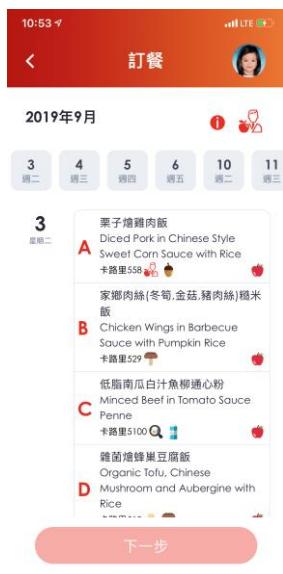 10:53
LTE
訂餐
2019年9月
3 4 5 6 10 11
週二 週三 週四 週五 週二 週三
3
星期二
A
栗子燴雞肉飯
Diced Pork in Chinese Style
Sweet Corn Sauce with Rice
卡路里558
B
家鄉肉絲(冬筍,金菇,豬肉絲)糙米
飯
Chicken Wings in Barbecue
Sauce with Pumpkin Rice
卡路里529
C
低脂南瓜白汁魚柳通心粉
Minced Beef in Tomato Sauce
Penne
卡路里5100
D
雜菌燴蜂巢豆腐飯
Organic Tofu, Chinese
Mushroom and Aubergine with
Rice
下一步